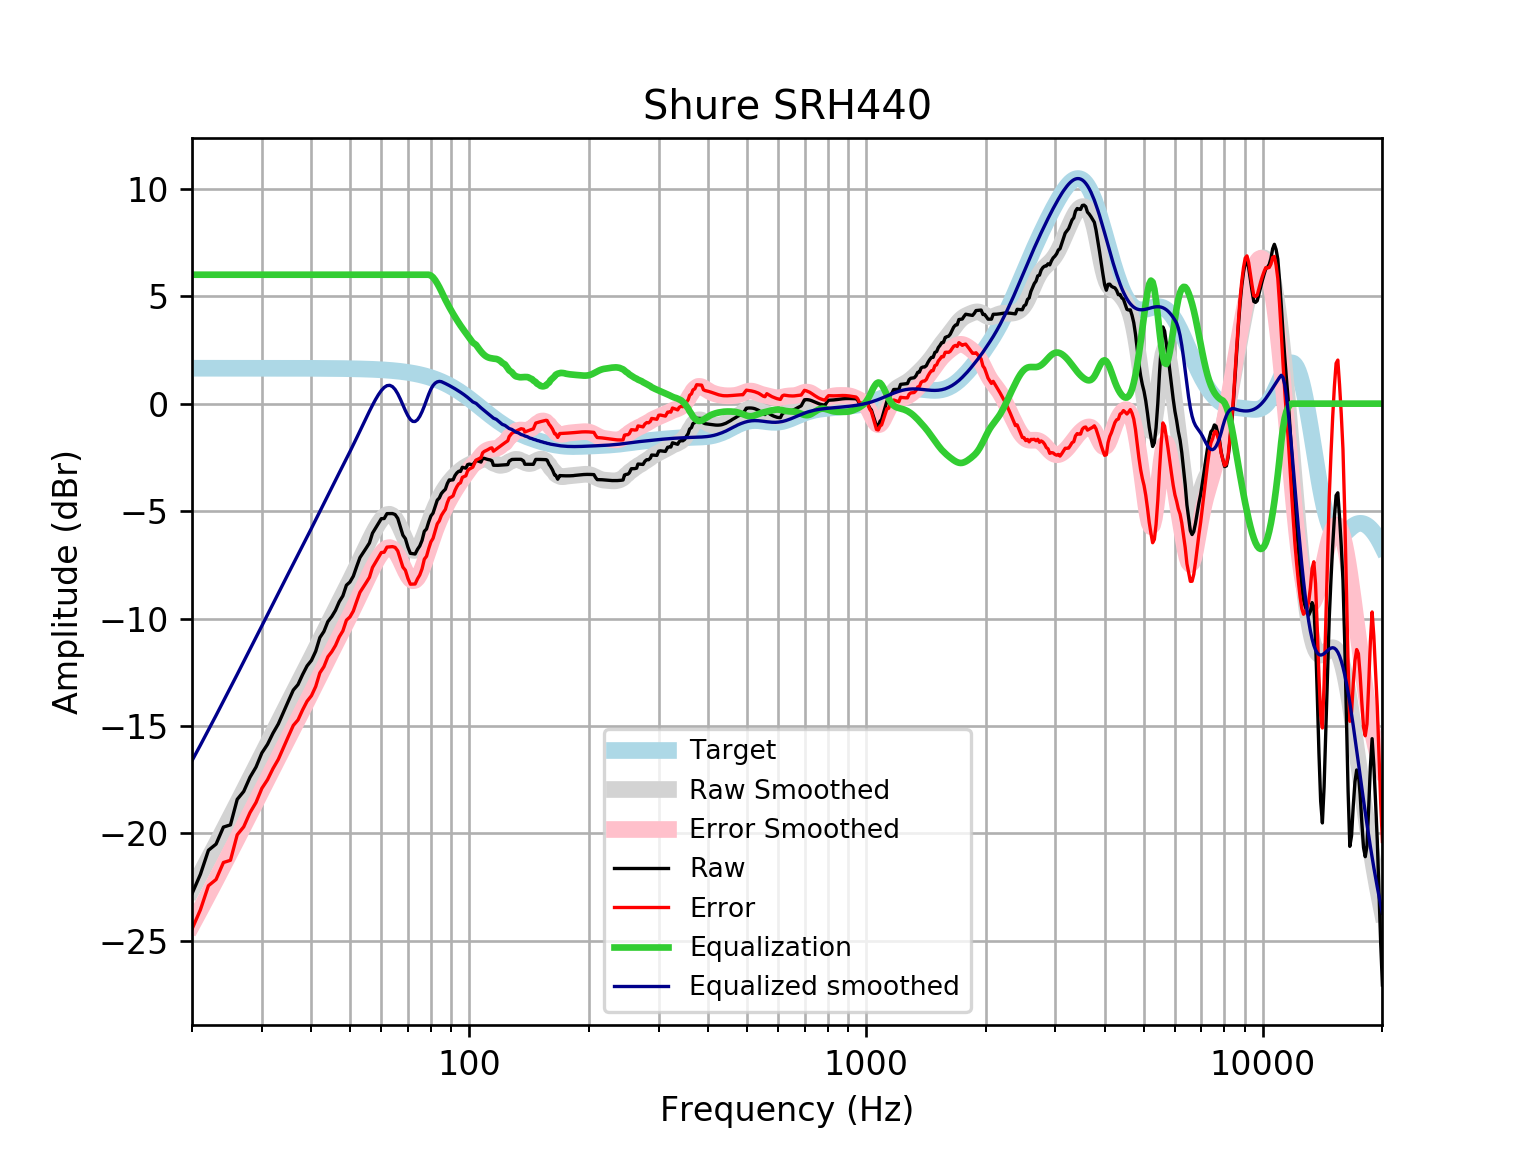 Shure SRH440
Amplitude (dBr)
10
5
0
−5
−10
−15
−20
−25
Target
Raw Smoothed
Error Smoothed
Raw
Error
Equalization
Equalized smoothed
100
1000
10000
Frequency (Hz)